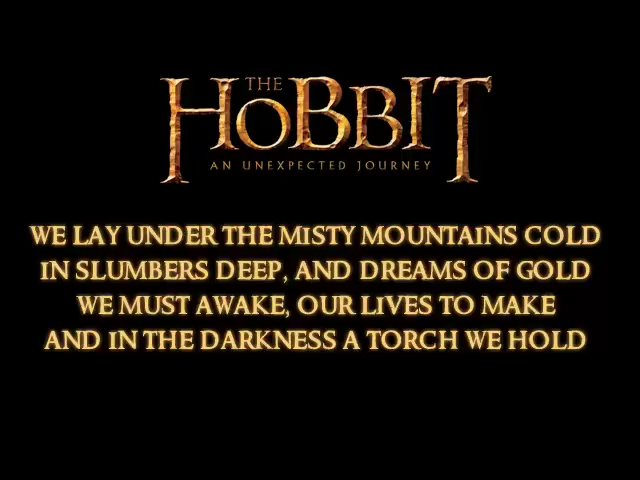 THE
HOBBIT
AN UNEXPECTED JOURNEY
WE LAY UNDER THE MISTY MOUNTAINS COLD
IN SLUMBERS DEEP, AND DREAMS OF GOLD
WE MUST AWAKE, OUR LIVES TO MAKE
AND IN THE DARKNESS A TORCH WE HOLD